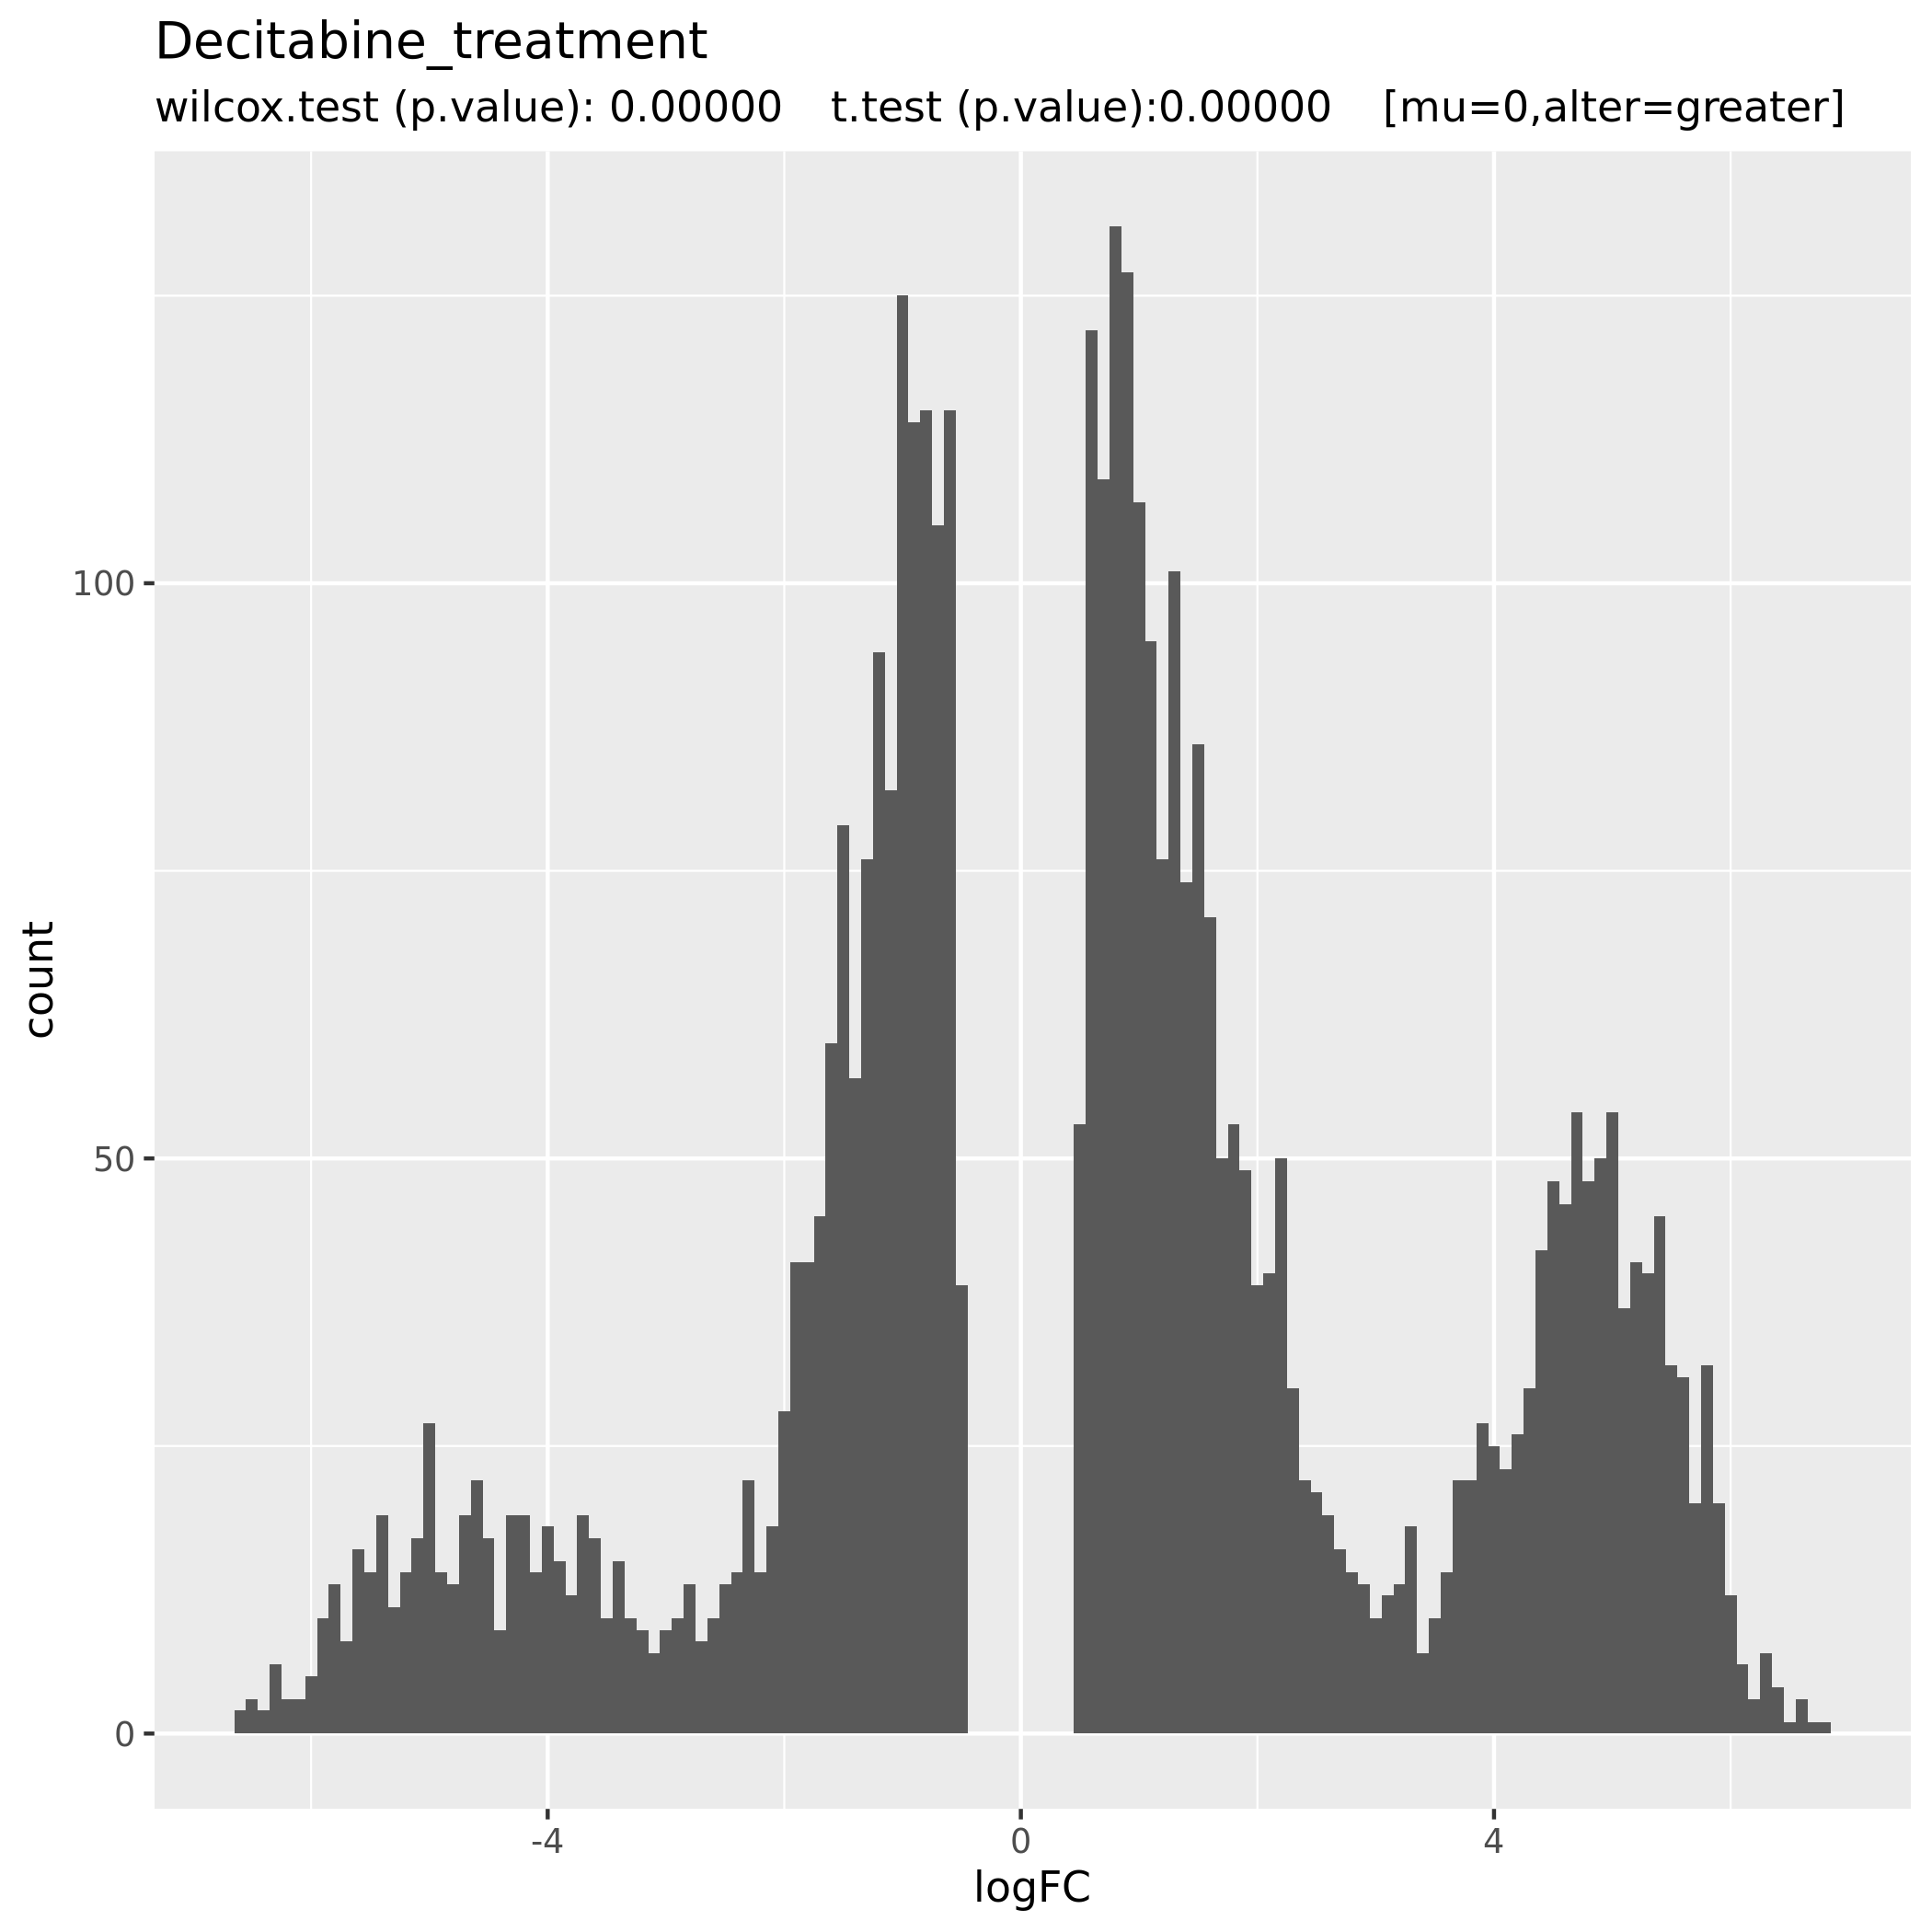 Decitabine_treatment
wilcox.test (p.value): 0.00000    t.test (p.value):0.00000    [mu=0,alter=greater]
100
50
0
count
-4 0 4
logFC